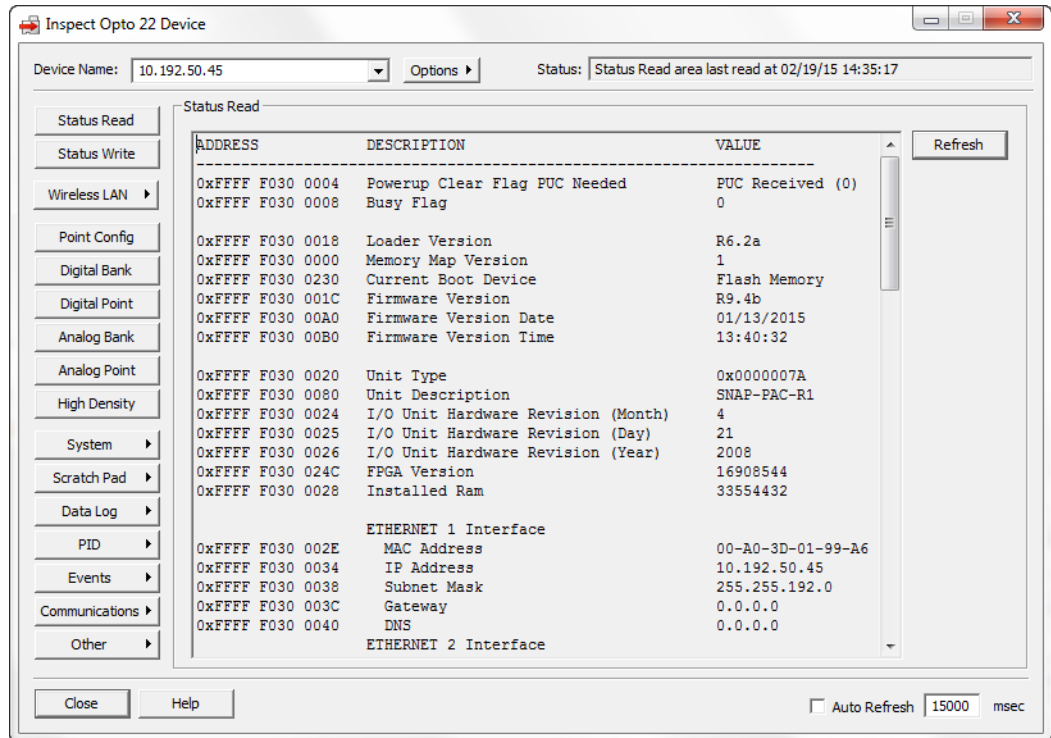 Inspect Opto 22 Device
Device Name: 10.192.50.45 Options Status: Status Read area last read at 02/19/15 14:35:17
Status Read
Status Write
Wireless LAN
Point Config
Digital Bank
Digital Point
Analog Bank
Analog Point
High Density
System
Scratch Pad
Data Log
PID
Events
Communications
Other
Status Read
ADDRESS DESCRIPTION VALUE
--------------------------------------------------------------------
0xFFFF F030 0004 Powerup Clear Flag PUC Needed PUC Received (0)
0xFFFF F030 0008 Busy Flag 0
0xFFFF F030 0018 Loader Version R6.2a
0xFFFF F030 0000 Memory Map Version 1
0xFFFF F030 0230 Current Boot Device Flash Memory
0xFFFF F030 001C Firmware Version R9.4b
0xFFFF F030 00A0 Firmware Version Date 01/13/2015
0xFFFF F030 00B0 Firmware Version Time 13:40:32
0xFFFF F030 0020 Unit Type 0x0000007A
0xFFFF F030 0080 Unit Description SNAP-PAC-R1
0xFFFF F030 0024 I/O Unit Hardware Revision (Month) 4
0xFFFF F030 0025 I/O Unit Hardware Revision (Day) 21
0xFFFF F030 0026 I/O Unit Hardware Revision (Year) 2008
0xFFFF F030 024C FPGA Version 16908544
0xFFFF F030 0028 Installed Ram 33554432
ETHERNET 1 Interface
0xFFFF F030 002E MAC Address 00-A0-3D-01-99-A6
0xFFFF F030 0034 IP Address 10.192.50.45
0xFFFF F030 0038 Subnet Mask 255.255.192.0
0xFFFF F030 003C Gateway 0.0.0.0
0xFFFF F030 0040 DNS 0.0.0.0
ETHERNET 2 Interface
Refresh
Close Help Auto Refresh 15000 msec